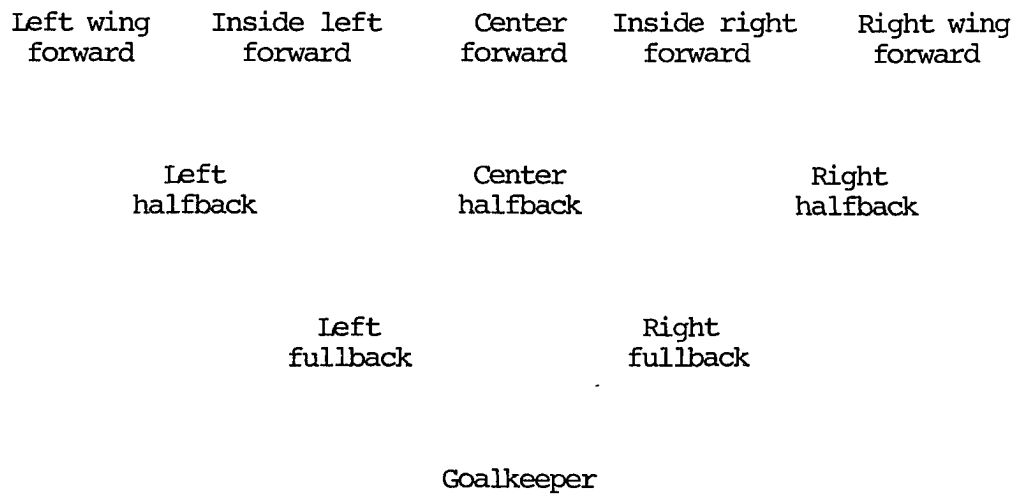 Left wing Inside left Center Inside right Right wing
forward forward forward forward forward
Left Center Right
halfback halfback halfback
Left Right
fullback fullback
Goalkeeper